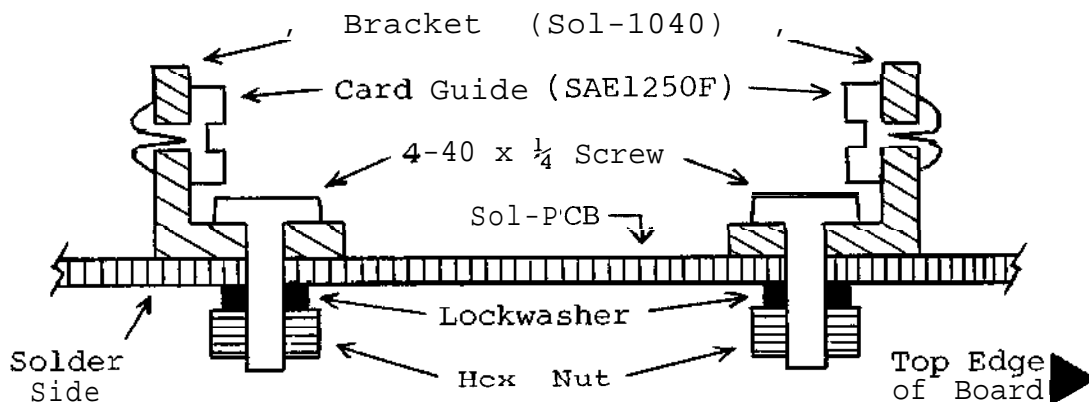 Bracket (Sol-1040)
Card Guide (SAE1250F)
4-40 x ¼ Screw
Sol-PCB
Lockwasher
Hex Nut
Solder
Side
Top Edge
of Board